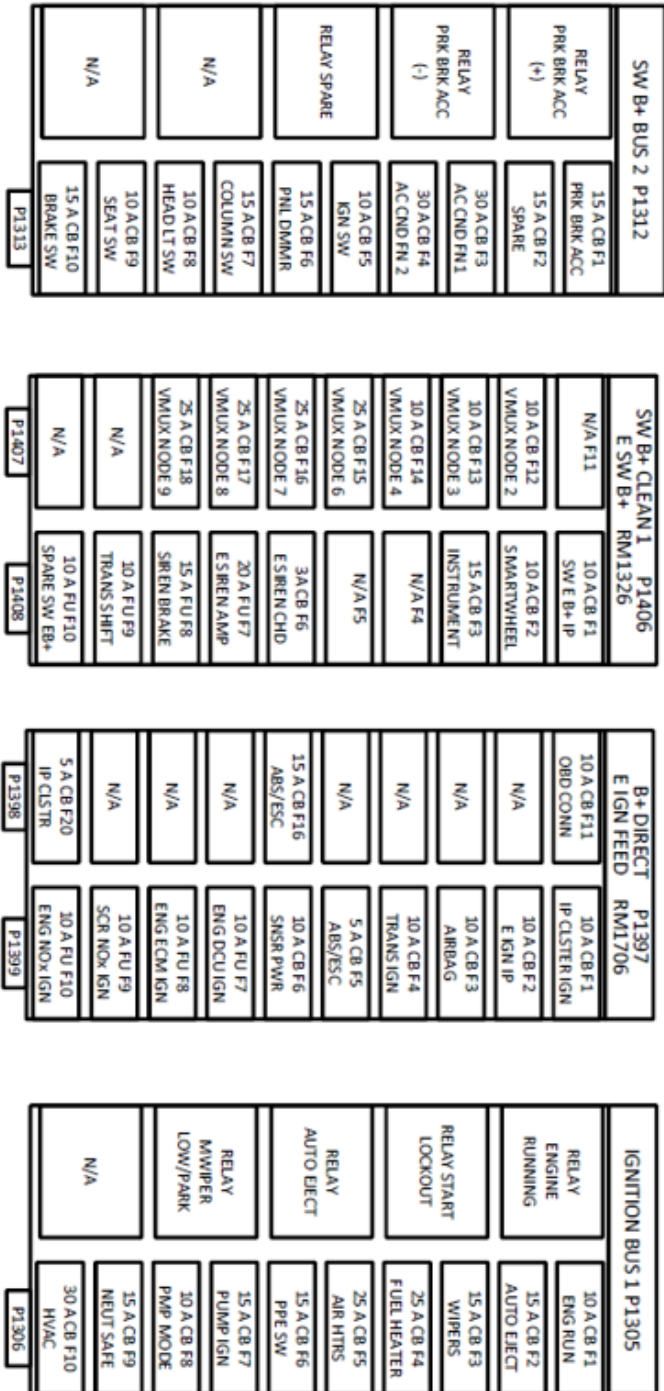 SW B+ BUS 2 P1312
RELAY
PRK BRK ACC
(+)
RELAY
PRK BRK ACC
(-)
RELAY SPARE
N/A
N/A
15 A CB F1
PRK BRK ACC
15 A CB F2
SPARE
30 A CB F3
AC CND FN1
30 A CB F4
AC CND FN 2
10 A CB F5
IGN SW
15 A CB F6
PNL DMMR
15 A CB F7
COLUMN SW
10 A CB F8
HEAD LT SW
10 A CB F9
SEAT SW
15 A CB F10
BRAKE SW
P1313
SW B+ CLEAN 1 P1406
E SW B+ RM1326
N/A F11
10 A CB F12
VMUX NODE 2
10 A CB F13
VMUX NODE 3
10 A CB F14
VMUX NODE 4
25 A CB F15
VMUX NODE 6
25 A CB F16
VMUX NODE 7
25 A CB F17
VMUX NODE 8
25 A CB F18
VMUX NODE 9
N/A
N/A
P1407
10 A CB F1
SW E B+ IP
10 A CB F2
SMARTWHEEL
15 A CB F3
INSTRUMENT
N/A F4
N/A F5
3A CB F6
E SIREN CHD
20 A FU F7
E SIREN AMP
15 A FU F8
SIREN BRAKE
10 A FU F9
TRANS SHIFT
10 A FU F10
SPARE SW EB+
P1408
B+ DIRECT P1397
E IGN FEED RM1706
10 A CB F11
OBD CONN
N/A
N/A
N/A
N/A
15 A CB F16
ABS/ESC
N/A
N/A
N/A
5 A CB F20
IP CLSTR
P1398
10 A CB F1
IP CLSTER IGN
10 A CB F2
E IGN IP
10 A CB F3
AIRBAG
10 A CB F4
TRANS IGN
5 A CB F5
ABS/ESC
10 A CB F6
SNSR PWR
10 A FU F7
ENG DCU IGN
10 A FU F8
ENG ECM IGN
10 A FU F9
SCR NOx IGN
10 A FU F10
ENG NOx IGN
P1399
IGNITION BUS 1 P1305
RELAY
ENGINE
RUNNING
RELAY START
LOCKOUT
RELAY
AUTO EJECT
RELAY
MWIPER
LOW/PARK
N/A
10 A CB F1
ENG RUN
15 A CB F2
AUTO EJECT
15 A CB F3
WIPERS
25 A CB F4
FUEL HEATER
25 A CB F5
AIR HTRS
15 A CB F6
PPE SW
15 A CB F7
PUMP IGN
10 A CB F8
PMP MODE
15 A CB F9
NEUT SAFE
30 A CB F10
HVAC
P1306